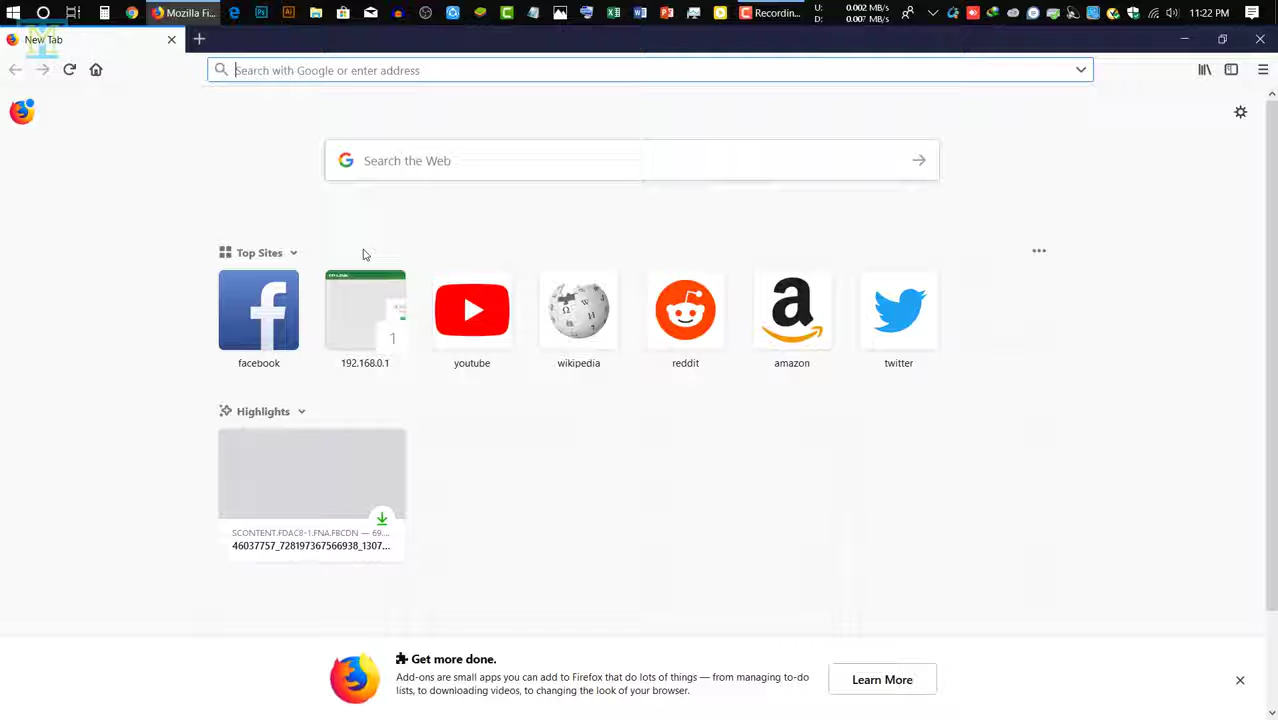 Mozilla Fi...
Recordin...
U: 0.002 MB/s
D: 0.007 MB/s
11:22 PM
New Tab
Search with Google or enter address
Search the Web
Top Sites
TP-LINK
1
facebook
192.168.0.1
youtube
wikipedia
reddit
amazon
twitter
Highlights
SCONTENT.FDAC8-1.FNA.FBCDN — 69...
46037757_728197367566938_1307...
Get more done.
Add-ons are small apps you can add to Firefox that do lots of things — from managing to-do
lists, to downloading videos, to changing the look of your browser.
Learn More